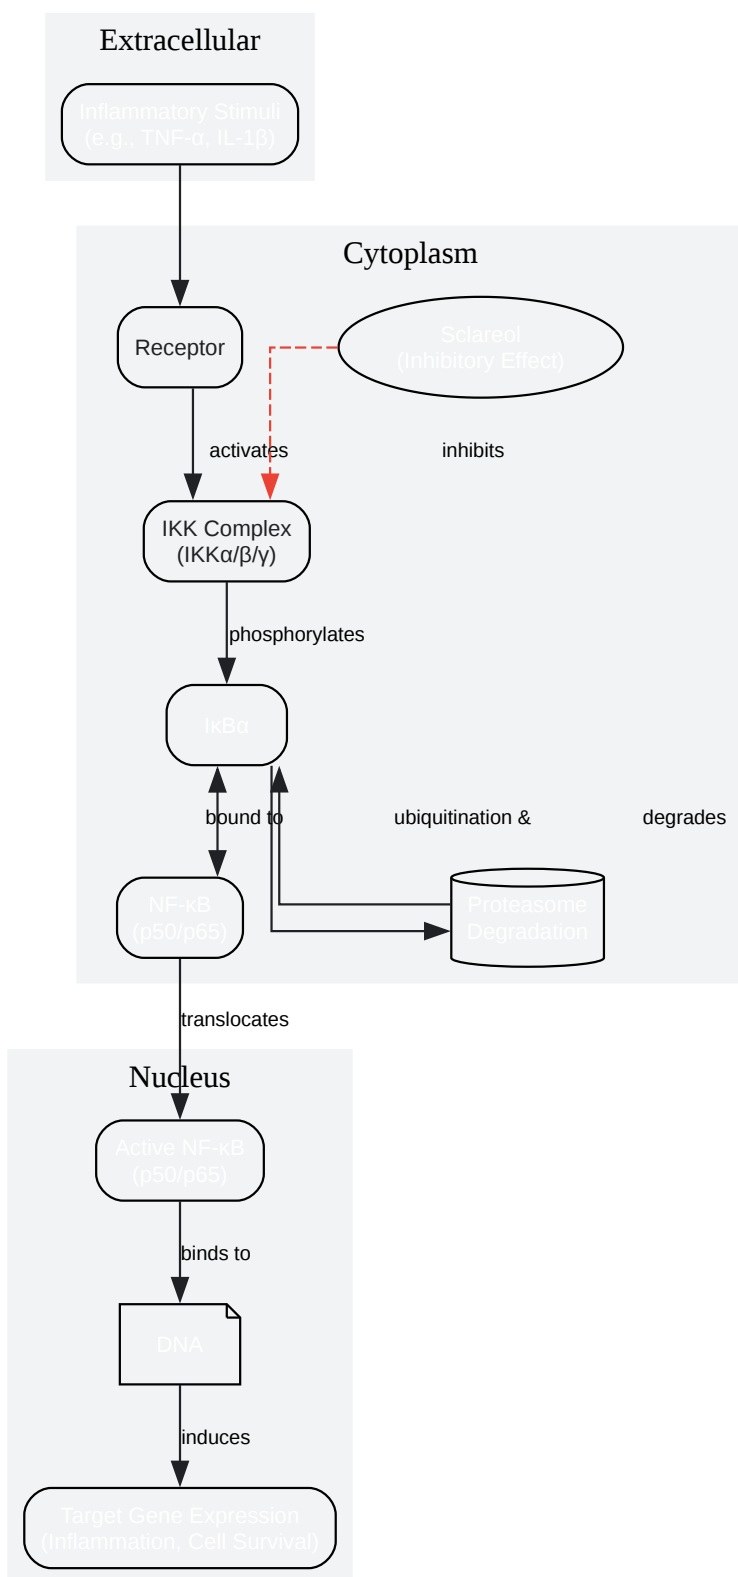 Extracellular
Inflammatory Stimuli
(e.g., TNF-α, IL-1β)
Cytoplasm
Receptor
Sclareol
(Inhibitory Effect)
activates
inhibits
IKK Complex
(IKKα/β/γ)
phosphorylates
IκBα
bound to
ubiquitination &
degrades
NF-κB
(p50/p65)
Proteasome
Degradation
translocates
Nucleus
Active NF-κB
(p50/p65)
binds to
DNA
induces
Target Gene Expression
(Inflammation, Cell Survival)